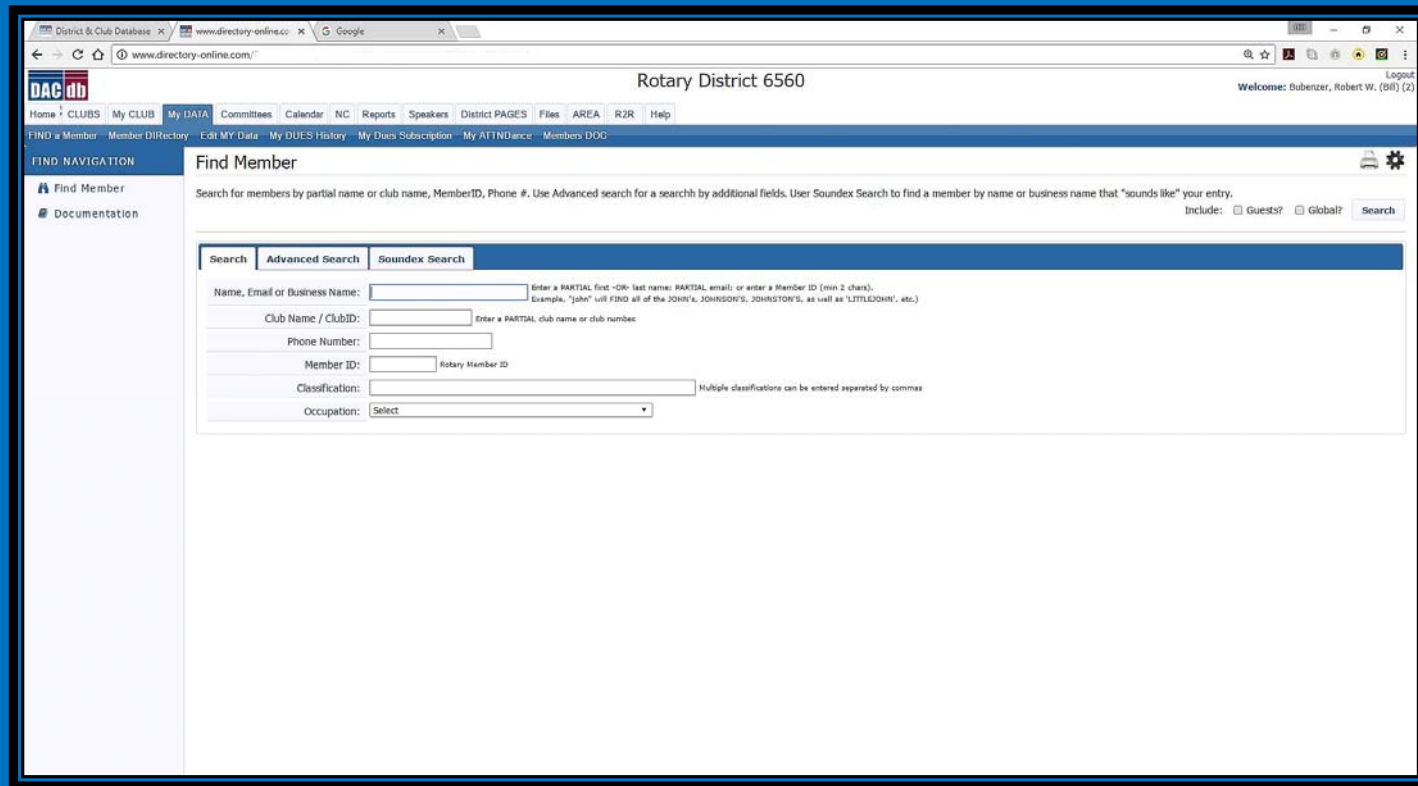 District & Club Database
www.directory-online.co
Google
www.directory-online.com/
DACdb
Rotary District 6560
Logout
Welcome: Bubenzer, Robert W. (Bill) (2)
Home CLUBS My CLUB My DATA Committees Calendar NC Reports Speakers District PAGES Files AREA R2R Help
FIND a Member Member DIRectory Edit MY Data My DUES History My Dues Subscription My ATTNDance Members DOC
FIND NAVIGATION
Find Member
Documentation
Find Member
Search for members by partial name or club name, MemberID, Phone #. Use Advanced search for a searchh by additional fields. User Soundex Search to find a member by name or business name that "sounds like" your entry.
Include: Guests? Global? Search
Search Advanced Search Soundex Search
Name, Email or Business Name:
Enter a PARTIAL first -OR- last name; PARTIAL email; or enter a Member ID (min 2 chars).
Example, "john" will FIND all of the JOHN's, JOHNSON'S, JOHNSTON'S, as well as 'LITTLEJOHN', etc.)
Club Name / ClubID: Enter a PARTIAL club name or club number.
Phone Number:
Member ID: Rotary Member ID
Classification: Multiple classifications can be entered separated by commas
Occupation: Select